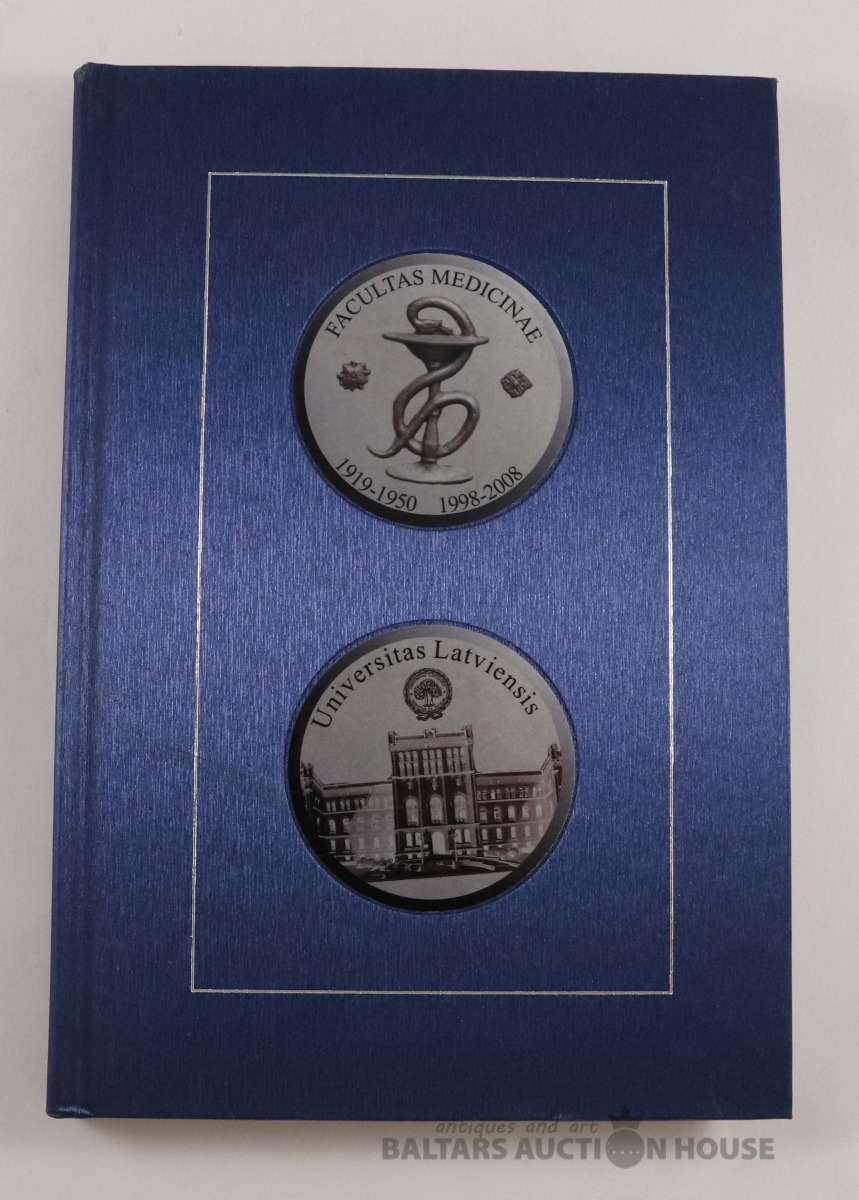 FACULTAS MEDICINAE
1919-1950 1998-2008
Universitas Latviensis
antiques and art
BALTARS AUCTION HOUSE